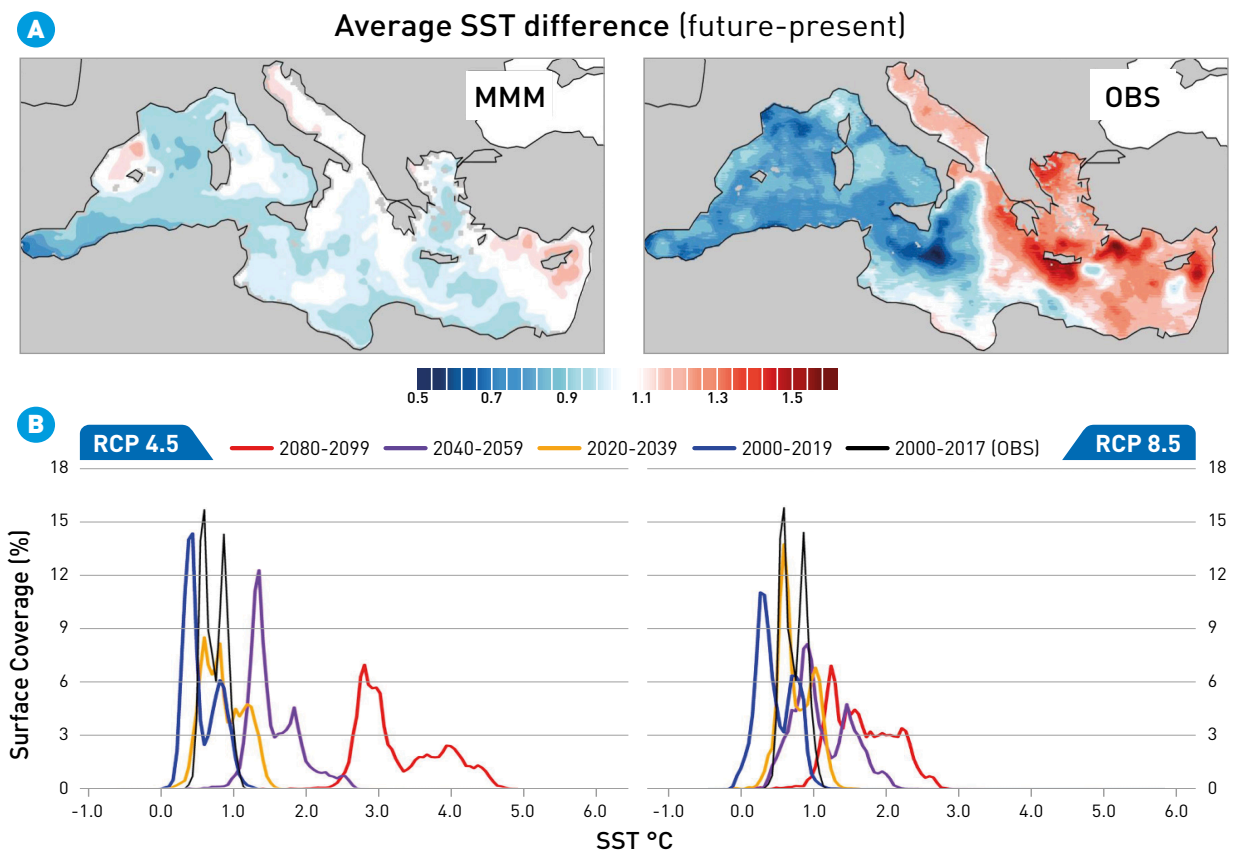 A
Average SST difference (future-present)
MMM
OBS
0.5 0.7 0.9 1.1 1.3 1.5
B
RCP 4.5
2080-2099 2040-2059 2020-2039 2000-2019 2000-2017 (OBS)
RCP 8.5
18 18
15 15
12 12
9 9
6 6
3 3
0 0
Surface Coverage (%)
-1.0 0.0 1.0 2.0 3.0 4.0 5.0 6.0 -1.0 0.0 1.0 2.0 3.0 4.0 5.0 6.0
SST °C